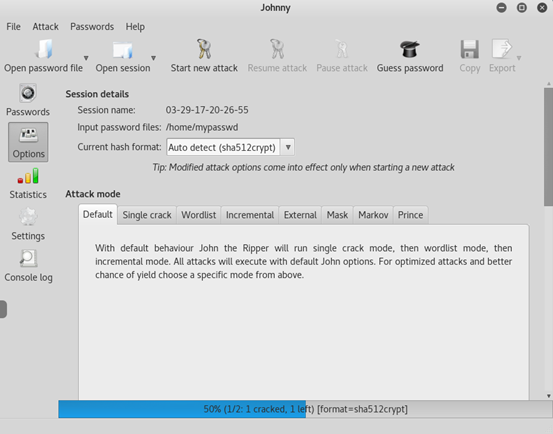 Johnny
File Attack Passwords Help
Open password file Open session Start new attack Resume attack Pause attack Guess password Copy Export
Passwords
Options
Statistics
Settings
Console log
Session details
Session name: 03-29-17-20-26-55
Input password files: /home/mypasswd
Current hash format: Auto detect (sha512crypt)
Tip: Modified attack options come into effect only when starting a new attack
Attack mode
Default Single crack Wordlist Incremental External Mask Markov Prince
With default behaviour John the Ripper will run single crack mode, then wordlist mode, then
incremental mode. All attacks will execute with default John options. For optimized attacks and better
chance of yield choose a specific mode from above.
50% (1/2: 1 cracked, 1 left) [format=sha512crypt]